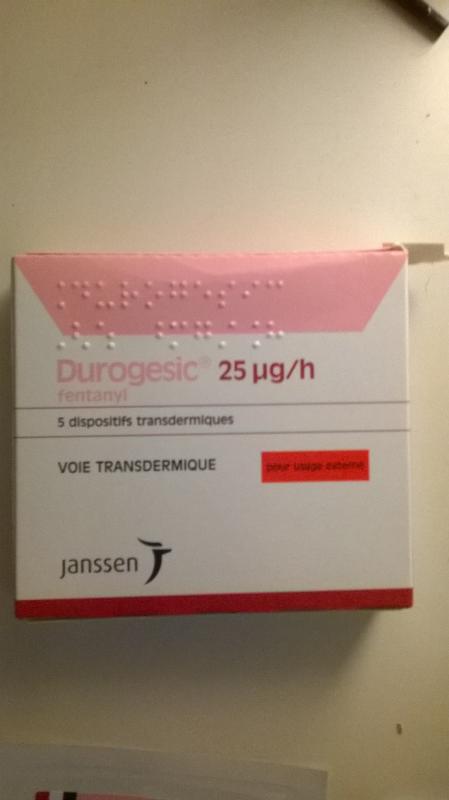 Durogesic® 25 µg/h
fentanyl
5 dispositifs transdermiques
VOIE TRANSDERMIQUE
pour usage externe
janssen